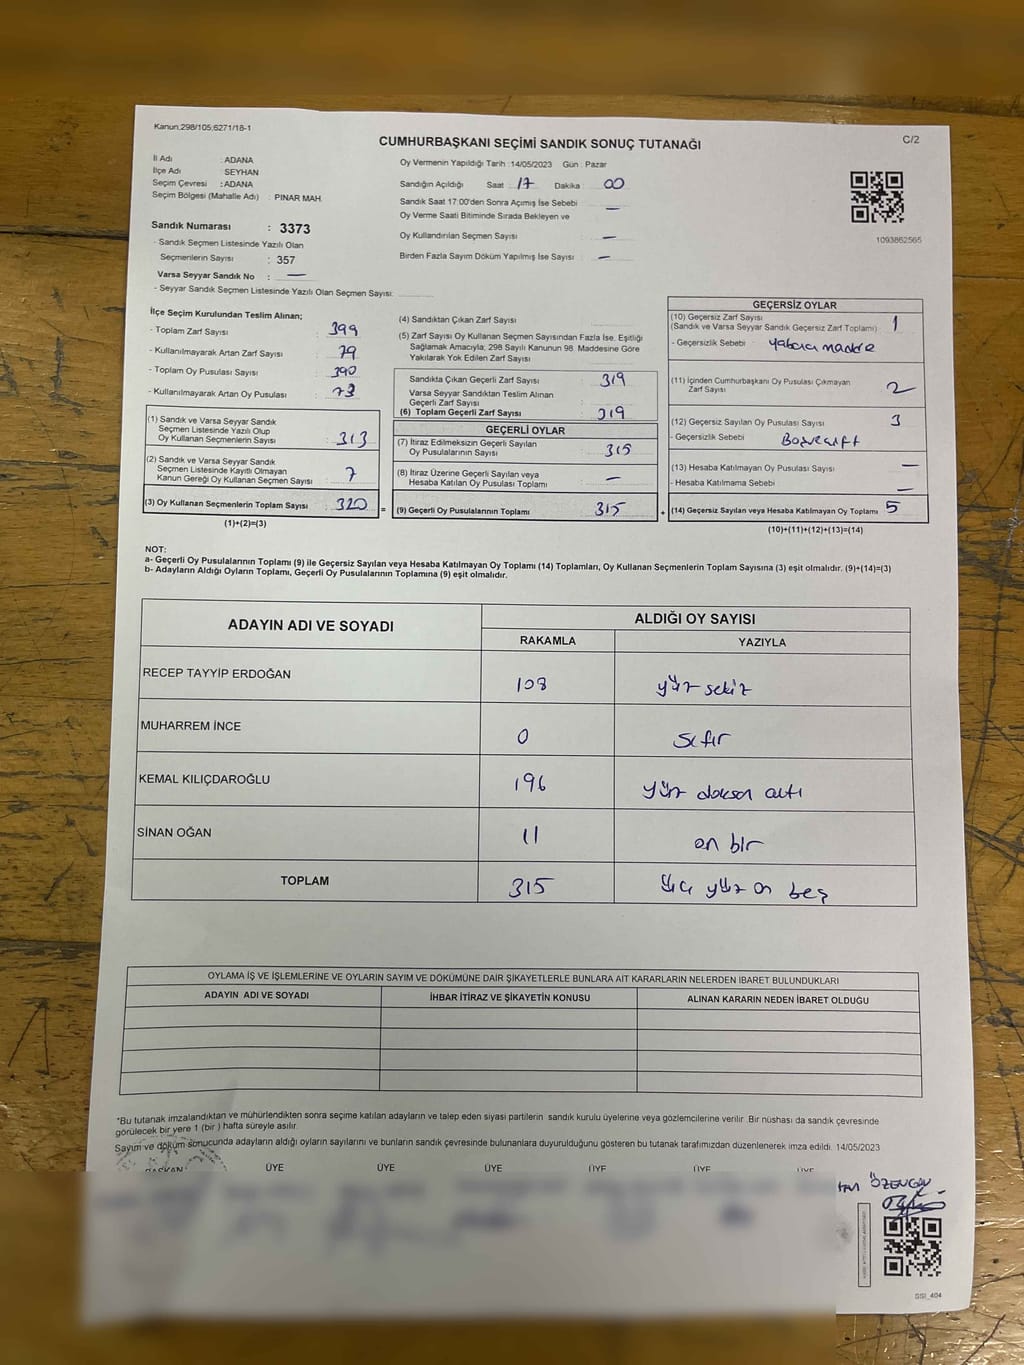 Kanun;298/105;6271/18-1
C/2
CUMHURBAŞKANI SEÇİMİ SANDIK SONUÇ TUTANAĞI
İl Adı : ADANA
İlçe Adı : SEYHAN
Seçim Çevresi : ADANA
Seçim Bölgesi (Mahalle Adı) : PINAR MAH.
Sandık Numarası : 3373
- Sandık Seçmen Listesinde Yazılı Olan
Seçmenlerin Sayısı : 357
Varsa Seyyar Sandık No : —
- Seyyar Sandık Seçmen Listesinde Yazılı Olan Seçmen Sayısı:
Oy Vermenin Yapıldığı Tarih : 14/05/2023 Gün : Pazar
Sandığın Açıldığı Saat : 17 Dakika : 00
Sandık Saat 17:00'den Sonra Açımış İse Sebebi : —
Oy Verme Saati Bitiminde Sırada Bekleyen ve
Oy Kullandırılan Seçmen Sayısı : —
Birden Fazla Sayım Döküm Yapılmış İse Sayısı : —
1093862565
İlçe Seçim Kurulundan Teslim Alınan;
- Toplam Zarf Sayısı : 399
- Kullanılmayarak Artan Zarf Sayısı : 79
- Toplam Oy Pusulası Sayısı : 390
- Kullanılmayarak Artan Oy Pusulası : 73
(1) Sandık ve Varsa Seyyar Sandık
Seçmen Listesinde Yazılı Olup
Oy Kullanan Seçmenlerin Sayısı : 313
(2) Sandık ve Varsa Seyyar Sandık
Seçmen Listesinde Kayıtlı Olmayan
Kanun Gereği Oy Kullanan Seçmen Sayısı : 7
(3) Oy Kullanan Seçmenlerin Toplam Sayısı : 320
(1)+(2)=(3)
(4) Sandıktan Çıkan Zarf Sayısı :
(5) Zarf Sayısı Oy Kullanan Seçmen Sayısından Fazla İse, Eşitliği
Sağlamak Amacıyla; 298 Sayılı Kanunun 98. Maddesine Göre
Yakılarak Yok Edilen Zarf Sayısı :
Sandıkta Çıkan Geçerli Zarf Sayısı : 319
Varsa Seyyar Sandıktan Teslim Alınan
Geçerli Zarf Sayısı :
(6) Toplam Geçerli Zarf Sayısı : 319
GEÇERLİ OYLAR
(7) İtiraz Edilmeksizin Geçerli Sayılan
Oy Pusulalarının Sayısı : 315
(8) İtiraz Üzerine Geçerli Sayılan veya
Hesaba Katılan Oy Pusulası Toplamı : —
= (9) Geçerli Oy Pusulalarının Toplamı : 315
GEÇERSİZ OYLAR
(10) Geçersiz Zarf Sayısı
(Sandık ve Varsa Seyyar Sandık Geçersiz Zarf Toplamı) : 1
- Geçersizlik Sebebi : yabancı madde
(11) İçinden Cumhurbaşkanı Oy Pusulası Çıkmayan
Zarf Sayısı : 2
(12) Geçersiz Sayılan Oy Pusulası Sayısı : 3
- Geçersizlik Sebebi :
(13) Hesaba Katılmayan Oy Pusulası Sayısı : —
- Hesaba Katılmama Sebebi : —
+ (14) Geçersiz Sayılan veya Hesaba Katılmayan Oy Toplamı : 5
(10)+(11)+(12)+(13)=(14)
NOT:
a- Geçerli Oy Pusulalarının Toplamı (9) ile Geçersiz Sayılan veya Hesaba Katılmayan Oy Toplamı (14) Toplamları, Oy Kullanan Seçmenlerin Toplam Sayısına (3) eşit olmalıdır. (9)+(14)=(3)
b- Adayların Aldığı Oyların Toplamı, Geçerli Oy Pusulalarının Toplamına (9) eşit olmalıdır.
ADAYIN ADI VE SOYADI
ALDIĞI OY SAYISI
RAKAMLA YAZIYLA
RECEP TAYYİP ERDOĞAN 108 yüz sekiz
MUHARREM İNCE 0 sıfır
KEMAL KILIÇDAROĞLU 196 yüz doksan altı
SİNAN OĞAN 11 on bir
TOPLAM 315 üç yüz on beş
OYLAMA İŞ VE İŞLEMLERİNE VE OYLARIN SAYIM VE DÖKÜMÜNE DAİR ŞİKAYETLERLE BUNLARA AİT KARARLARIN NELERDEN İBARET BULUNDUKLARI
ADAYIN ADI VE SOYADI İHBAR İTİRAZ VE ŞİKAYETİN KONUSU ALINAN KARARIN NEDEN İBARET OLDUĞU
*Bu tutanak imzalandıktan ve mühürlendikten sonra seçime katılan adayların ve talep eden siyasi partilerin sandık kurulu üyelerine veya gözlemcilerine verilir. Bir nüshası da sandık çevresinde
görülecek bir yere 1 (bir ) hafta süreyle asılır.
Sayım ve döküm sonucunda adayların aldığı oyların sayılarını ve bunların sandık çevresinde bulunanlara duyurulduğunu gösteren bu tutanak tarafımızdan düzenlenerek imza edildi. 14/05/2023
BAŞKAN ÜYE ÜYE ÜYE ÜYE ÜYE ÜYE
ÖZENGİN
SSI_404